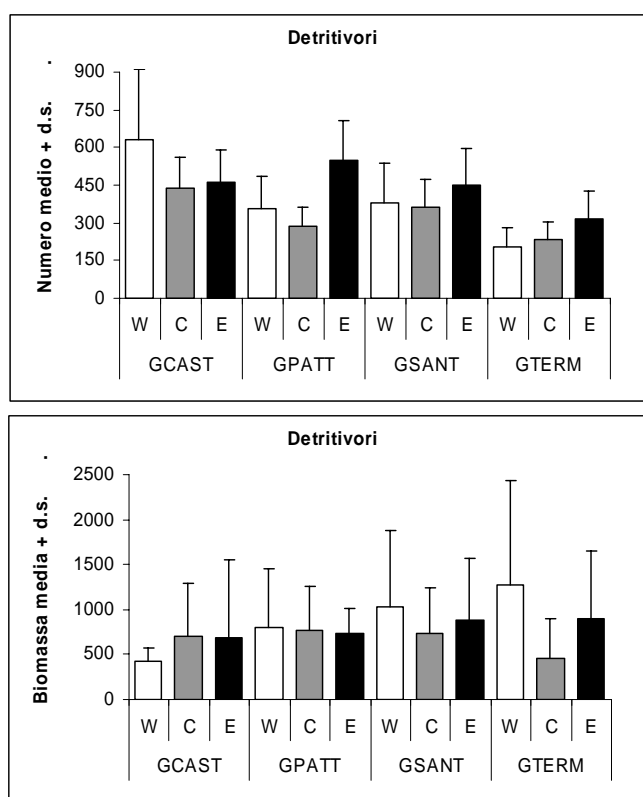 Detritivori
Numero medio + d.s. .
900
750
600
450
300
150
0
W C E W C E W C E W C E
GCAST GPATT GSANT GTERM
Detritivori
Biomassa media + d.s. .
2500
2000
1500
1000
500
0
W C E W C E W C E W C E
GCAST GPATT GSANT GTERM